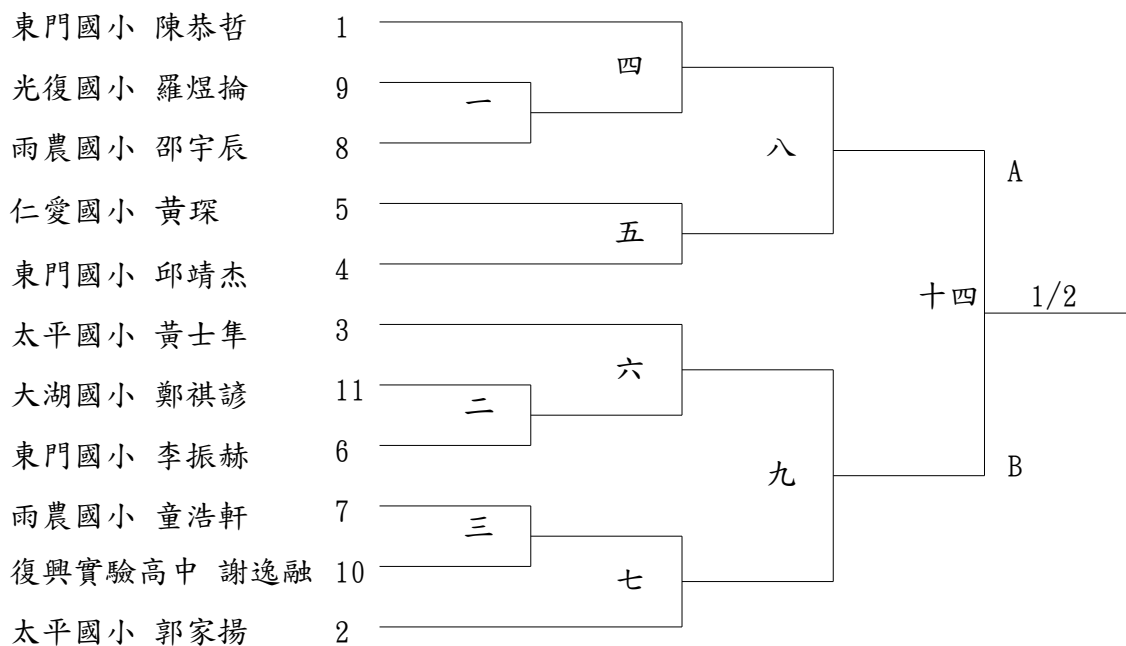 東門國小 陳恭哲 1
四
光復國小 羅煜掄 9
一
雨農國小 邵宇辰 8
八
A
仁愛國小 黃琛 5
五
東門國小 邱靖杰 4
十四 1/2
太平國小 黃士隼 3
六
大湖國小 鄭祺諺 11
二
東門國小 李振赫 6
九
B
雨農國小 童浩軒 7
三
復興實驗高中 謝逸融 10
七
太平國小 郭家揚 2